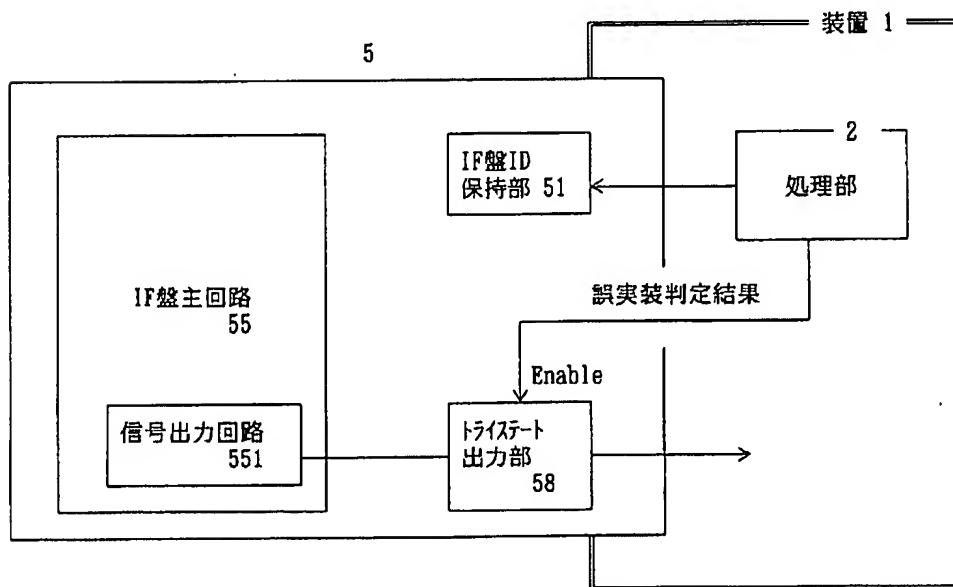 装置 1
5
IF盤ID
保持部 51
2
処理部
IF盤主回路
55
誤実装判定結果
Enable
信号出力回路
551
トライステート
出力部
58